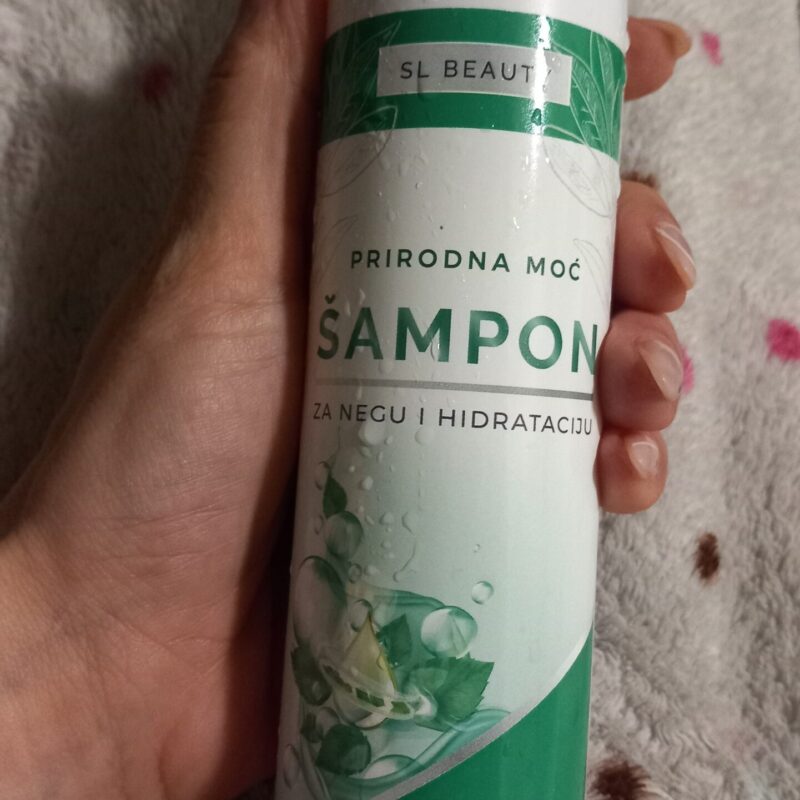 SL BEAUTY
PRIRODNA MOĆ
ŠAMPON
ZA NEGU I HIDRATACIJU